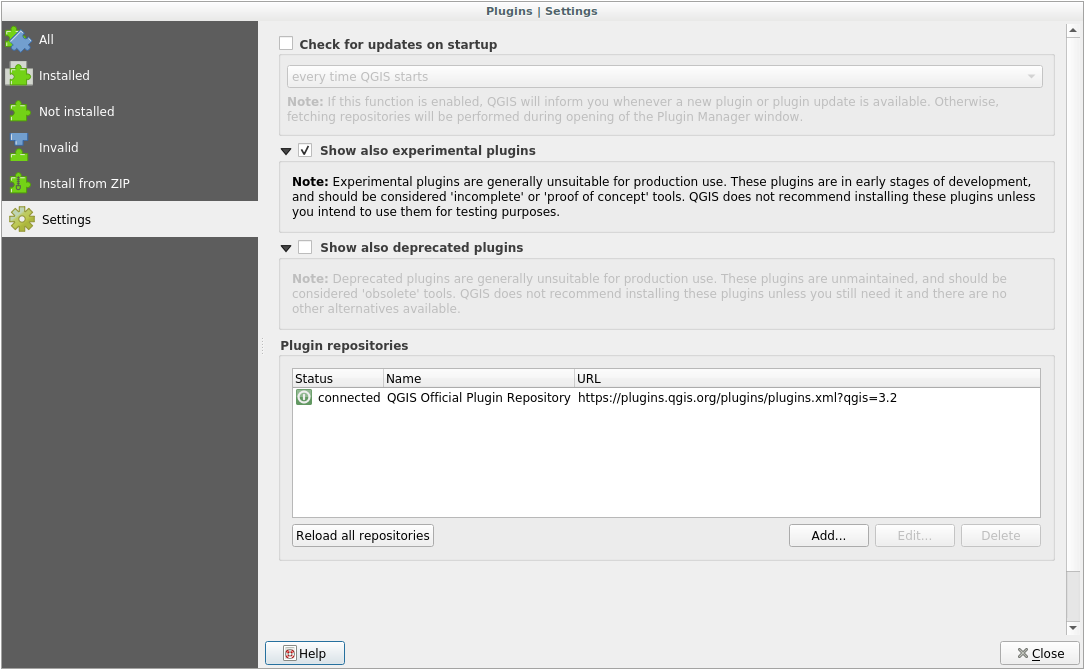 Plugins | Settings
All
Installed
Not installed
Invalid
Install from ZIP
Settings
Check for updates on startup
every time QGIS starts
Note: If this function is enabled, QGIS will inform you whenever a new plugin or plugin update is available. Otherwise,
fetching repositories will be performed during opening of the Plugin Manager window.
Show also experimental plugins
Note: Experimental plugins are generally unsuitable for production use. These plugins are in early stages of development,
and should be considered 'incomplete' or 'proof of concept' tools. QGIS does not recommend installing these plugins unless
you intend to use them for testing purposes.
Show also deprecated plugins
Note: Deprecated plugins are generally unsuitable for production use. These plugins are unmaintained, and should be
considered 'obsolete' tools. QGIS does not recommend installing these plugins unless you still need it and there are no
other alternatives available.
Plugin repositories
Status Name URL
connected QGIS Official Plugin Repository https://plugins.qgis.org/plugins/plugins.xml?qgis=3.2
Reload all repositories Add... Edit... Delete
Help Close